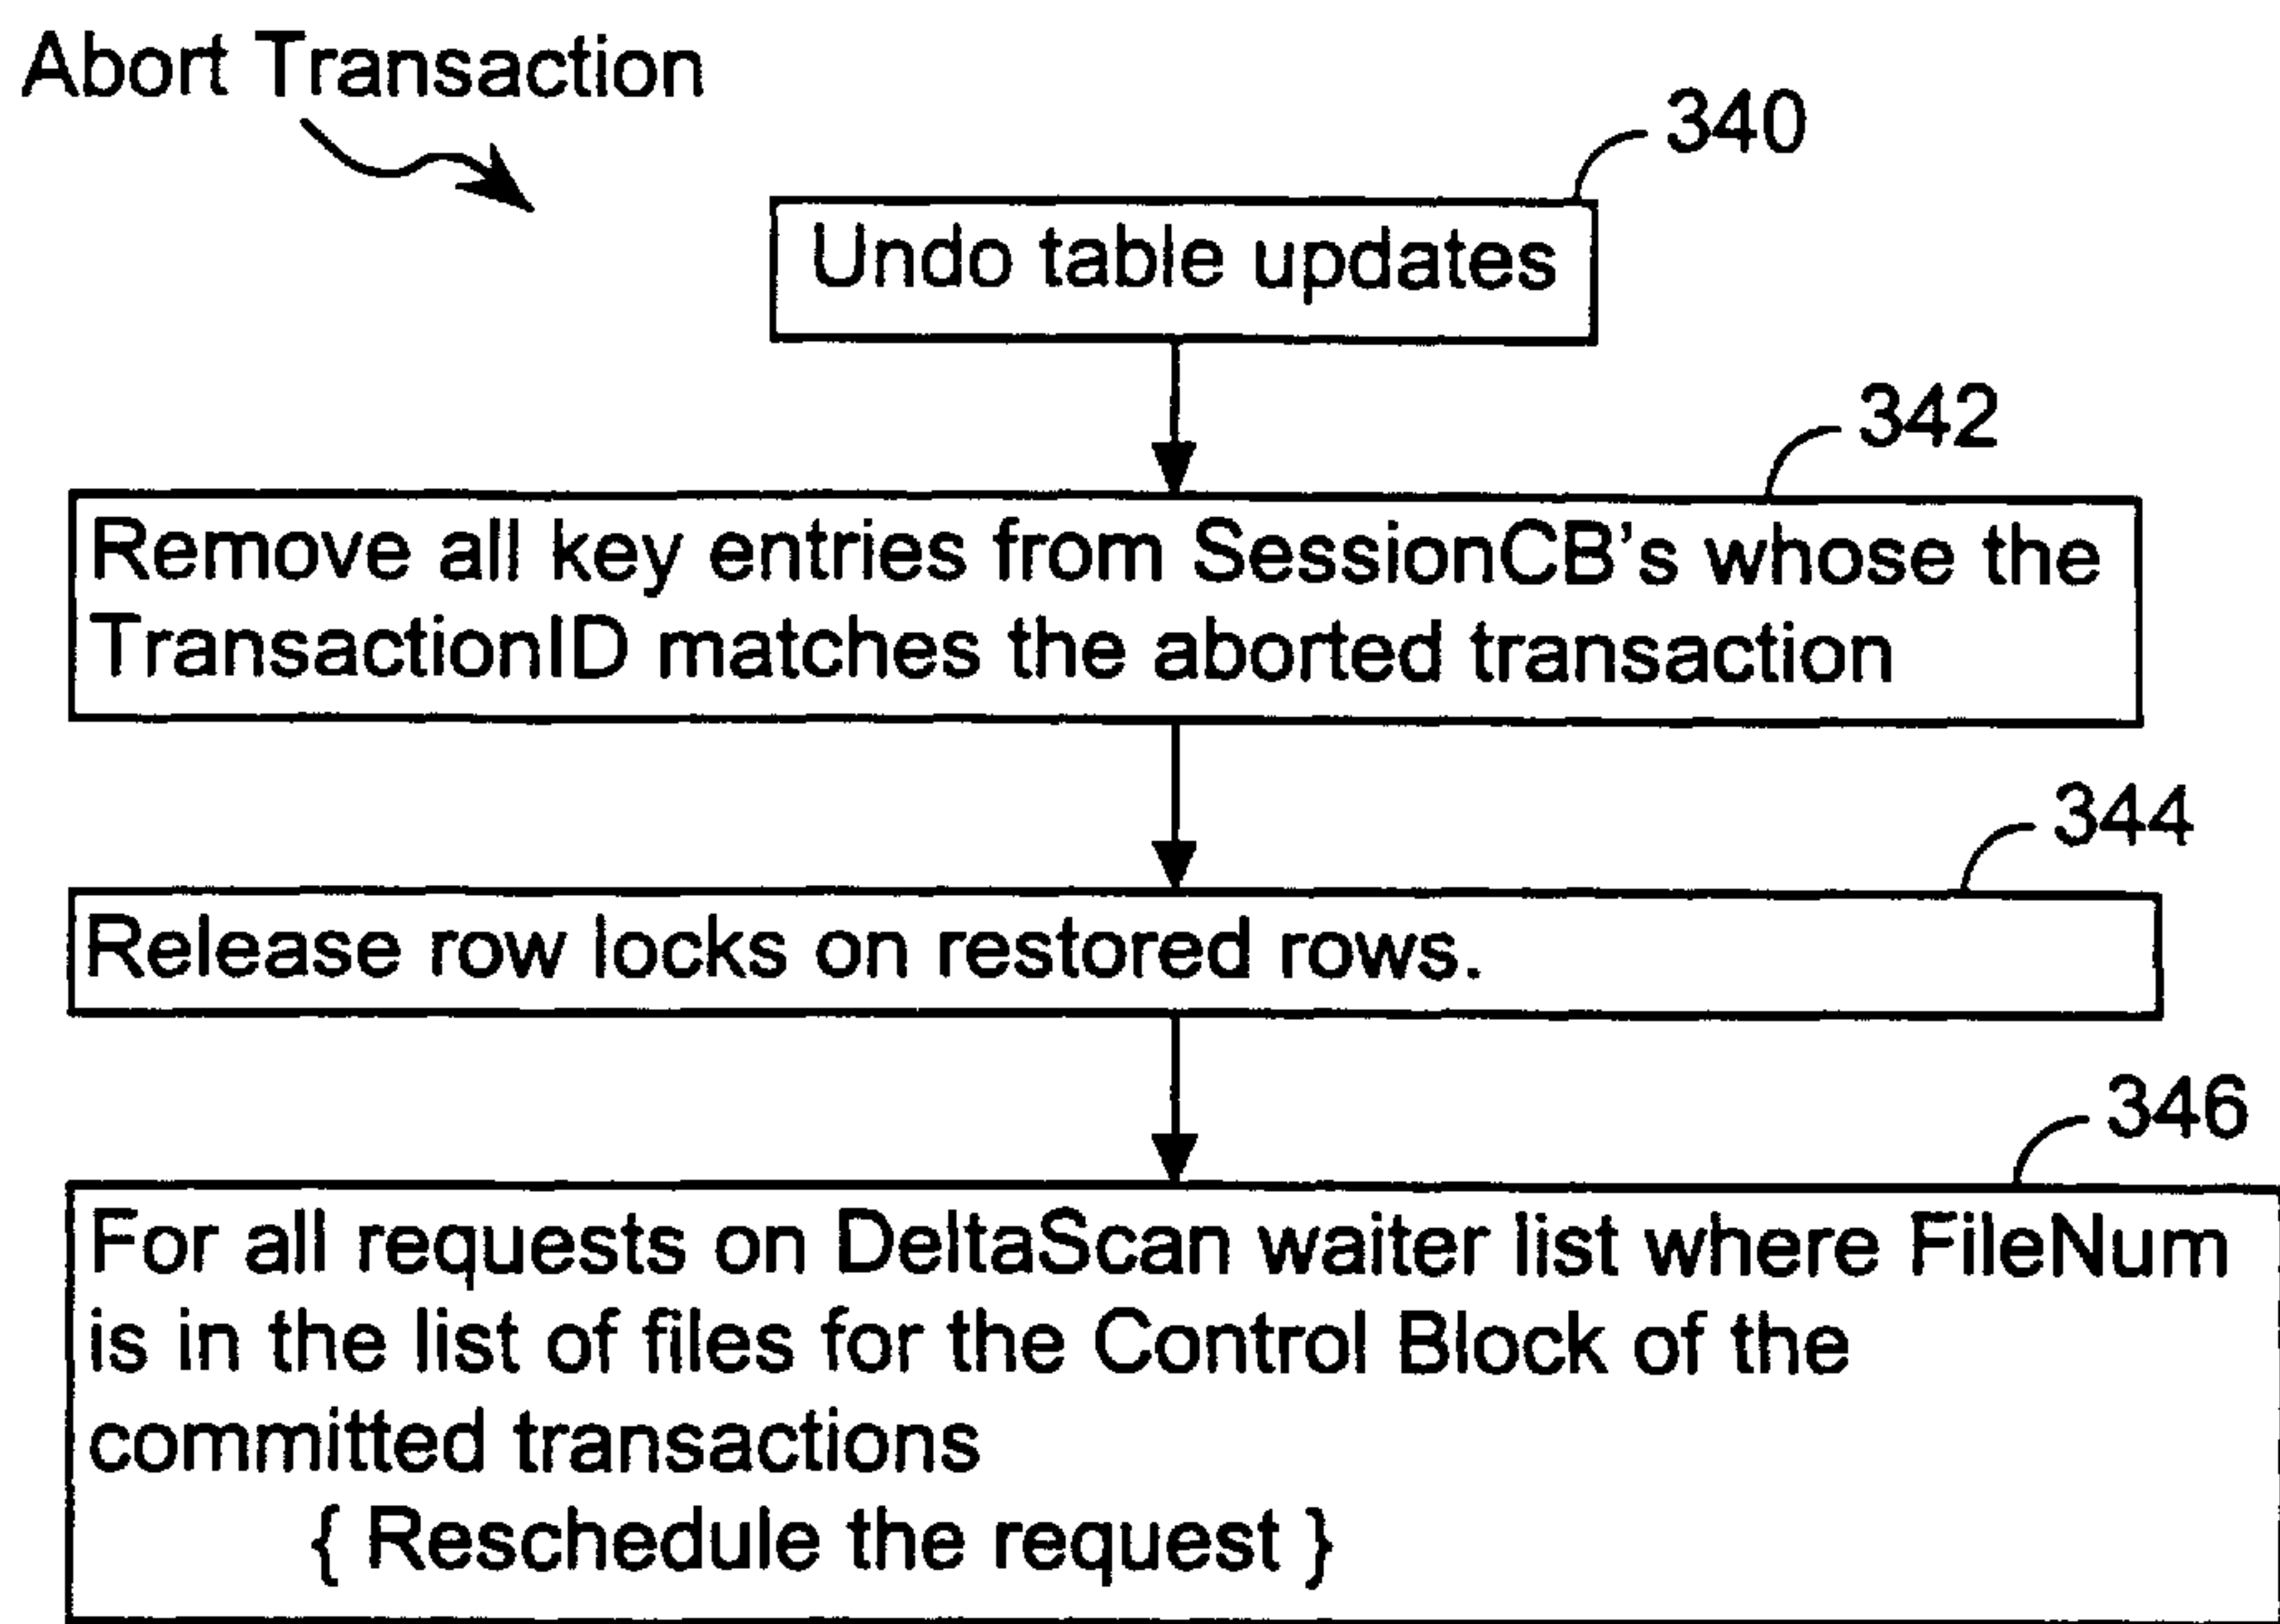 Abort Transaction
340
Undo table updates
342
Remove all key entries from SessionCB's whose the
TransactionID matches the aborted transaction
344
Release row locks on restored rows.
346
For all requests on DeltaScan waiter list where FileNum
is in the list of files for the Control Block of the
committed transactions
{ Reschedule the request }